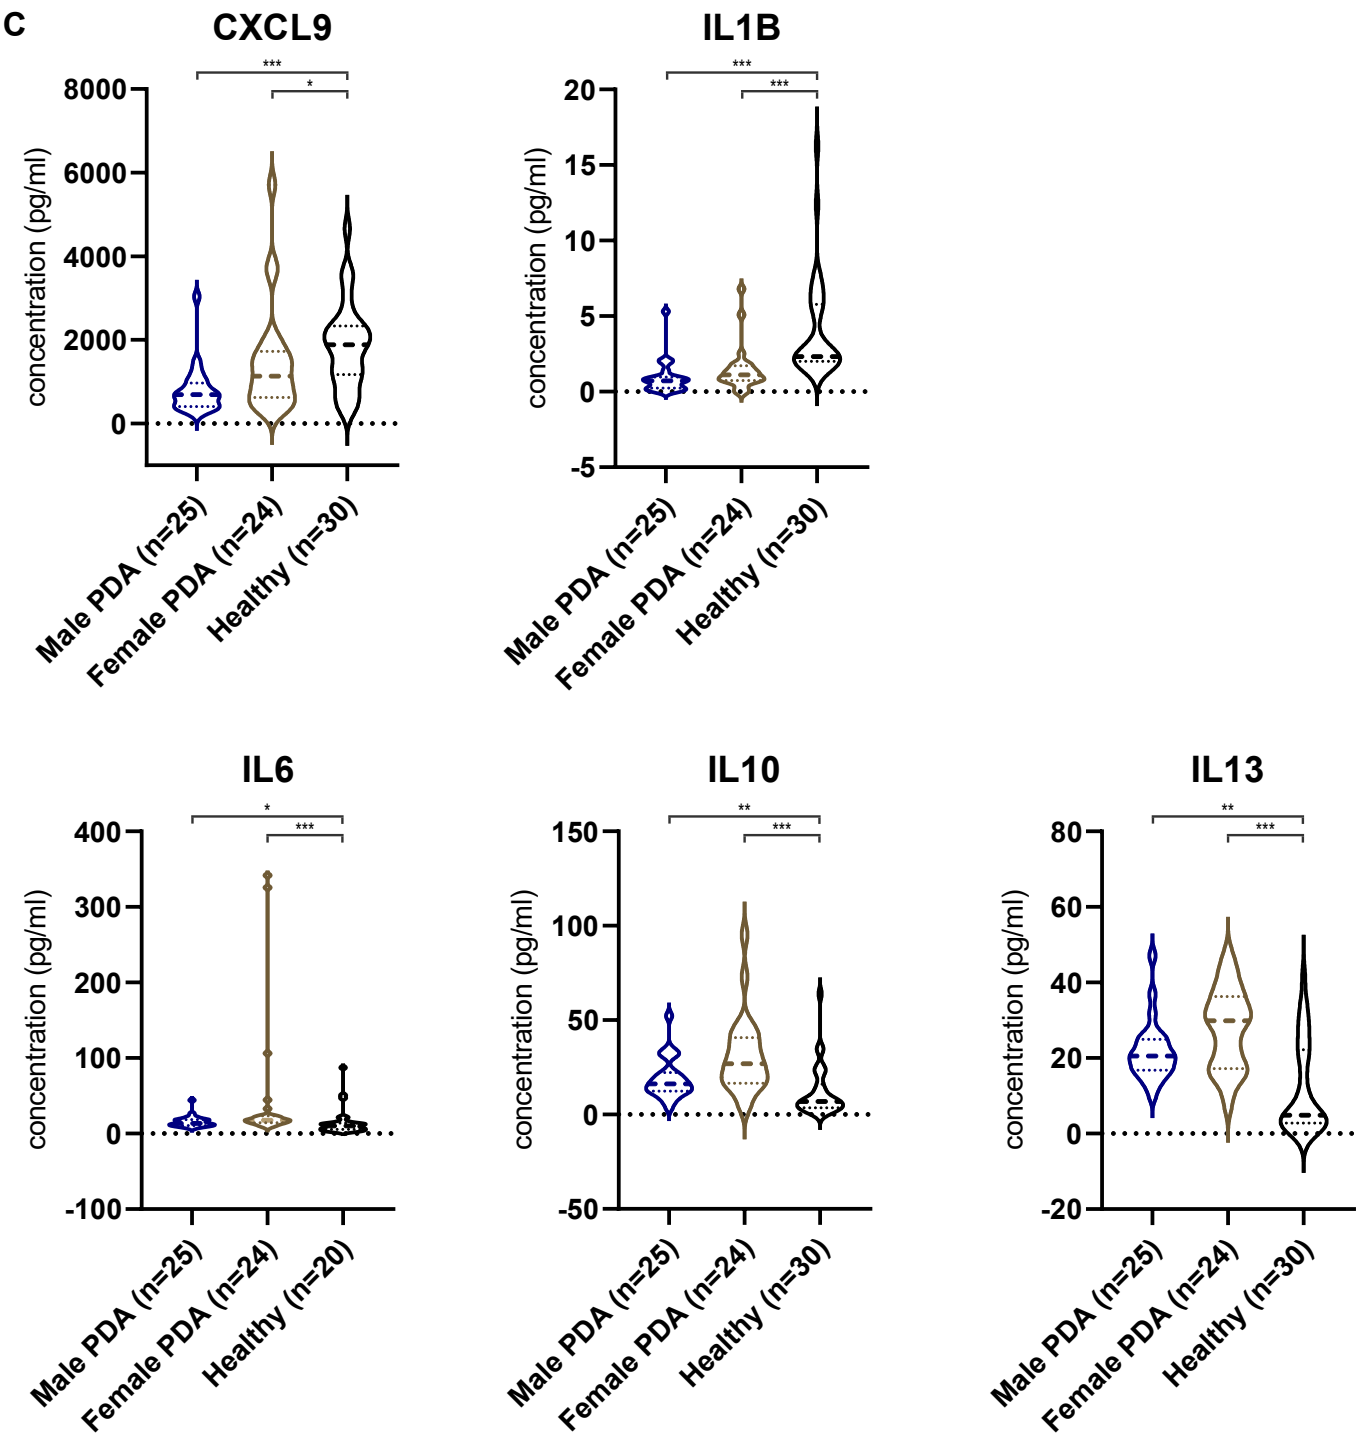 C
CXCL9
***
*
concentration (pg/ml)
8000
6000
4000
2000
0
Male PDA (n=25)
Female PDA (n=24)
Healthy (n=30)
IL1B
***
***
concentration (pg/ml)
20
15
10
5
0
-5
Male PDA (n=25)
Female PDA (n=24)
Healthy (n=30)
IL6
*
***
concentration (pg/ml)
400
300
200
100
0
-100
Male PDA (n=25)
Female PDA (n=24)
Healthy (n=20)
IL10
**
***
concentration (pg/ml)
150
100
50
0
-50
Male PDA (n=25)
Female PDA (n=24)
Healthy (n=30)
IL13
**
***
concentration (pg/ml)
80
60
40
20
0
-20
Male PDA (n=25)
Female PDA (n=24)
Healthy (n=30)